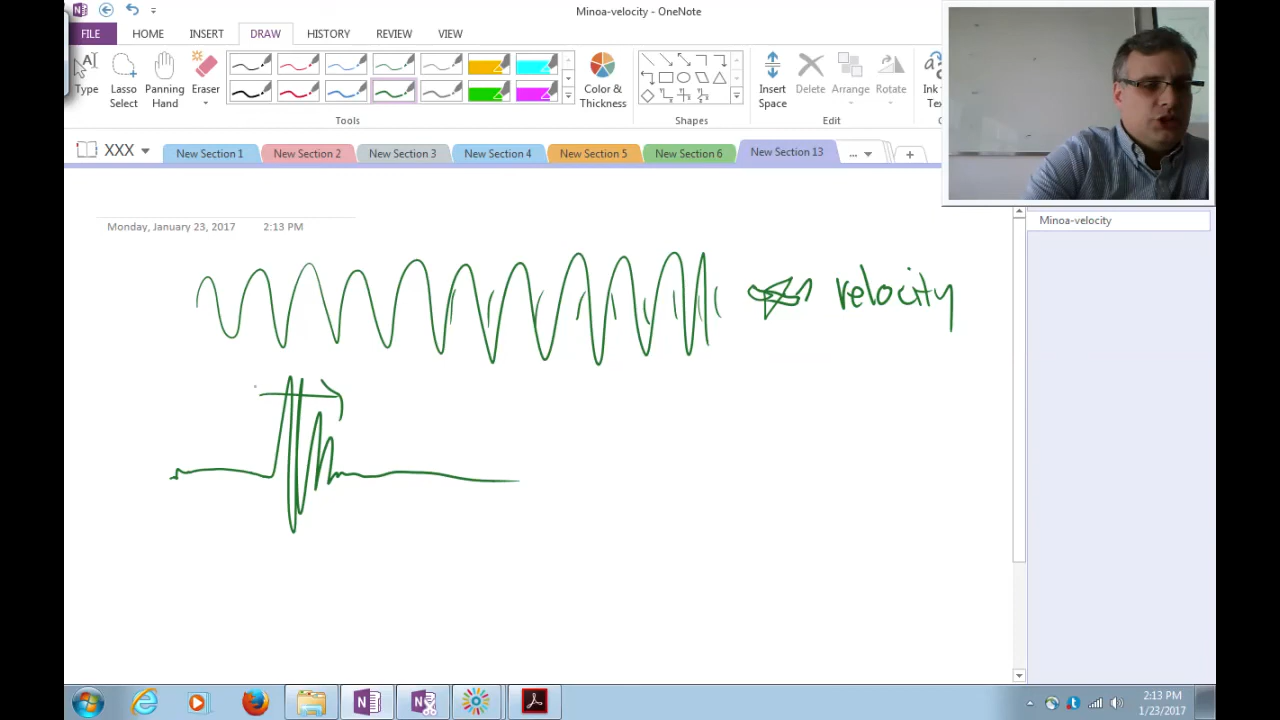 Minoa-velocity - OneNote
FILE HOME INSERT DRAW HISTORY REVIEW VIEW
Type
Lasso Select
Panning Hand
Eraser
Color & Thickness
Insert Space
Delete
Arrange
Rotate
Ink to
Tools
Shapes
Edit
XXX
New Section 1
New Section 2
New Section 3
New Section 4
New Section 5
New Section 6
New Section 13
...
Minoa-velocity
Monday, January 23, 2017 2:13 PM
velocity
2:13 PM
1/23/2017